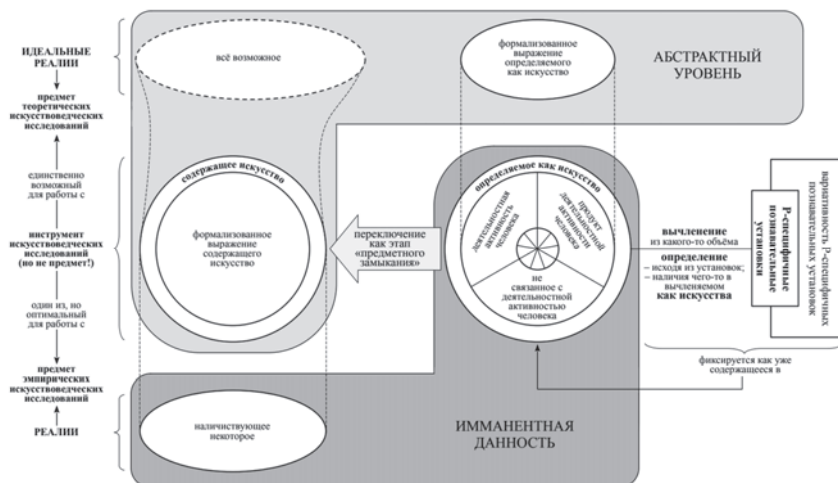 ИДЕАЛЬНЫЕ
РЕАЛИИ
предмет
теоретических
искусствоведческих
исследований
единственно
возможный
для работы с
инструмент
искусствоведческих
исследований
(но не предмет!)
один из, но
оптимальный
для работы с
предмет
эмпирических
искусствоведческих
исследований
РЕАЛИИ
всё возможное
формализованное
выражение
определяемого
как искусство
АБСТРАКТНЫЙ
УРОВЕНЬ
содержащее искусство
формализованное
выражение
содержащего
искусство
переключение
как этап
«предметного
замыкания»
определяемое как искусство
деятельностная
активность
человека
продукт
деятельностной
активности
человека
не
связанное с
деятельностной
активностью
человека
вычленение
из какого-то объёма
определение
– исходя из установок;
– наличия чего-то в
вычленяемом
как искусства
Р-специфичные
познавательные
установки
вариативность Р-специфичных
познавательных установок
фиксируется как уже
содержащееся в
наличествующее
некоторое
ИММАНЕНТНАЯ
ДАННОСТЬ